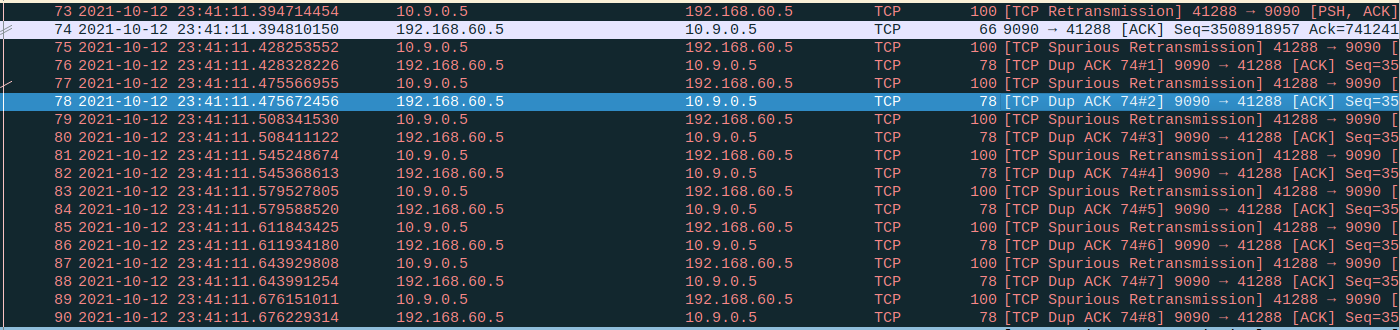 73 2021-10-12 23:41:11.394714454 10.9.0.5 192.168.60.5 TCP 100 [TCP Retransmission] 41288 → 9090 [PSH, ACK]
74 2021-10-12 23:41:11.394810150 192.168.60.5 10.9.0.5 TCP 66 9090 → 41288 [ACK] Seq=3508918957 Ack=741241
75 2021-10-12 23:41:11.428253552 10.9.0.5 192.168.60.5 TCP 100 [TCP Spurious Retransmission] 41288 → 9090 [
76 2021-10-12 23:41:11.428328226 192.168.60.5 10.9.0.5 TCP 78 [TCP Dup ACK 74#1] 9090 → 41288 [ACK] Seq=35
77 2021-10-12 23:41:11.475566955 10.9.0.5 192.168.60.5 TCP 100 [TCP Spurious Retransmission] 41288 → 9090 [
78 2021-10-12 23:41:11.475672456 192.168.60.5 10.9.0.5 TCP 78 [TCP Dup ACK 74#2] 9090 → 41288 [ACK] Seq=35
79 2021-10-12 23:41:11.508341530 10.9.0.5 192.168.60.5 TCP 100 [TCP Spurious Retransmission] 41288 → 9090 [
80 2021-10-12 23:41:11.508411122 192.168.60.5 10.9.0.5 TCP 78 [TCP Dup ACK 74#3] 9090 → 41288 [ACK] Seq=35
81 2021-10-12 23:41:11.545248674 10.9.0.5 192.168.60.5 TCP 100 [TCP Spurious Retransmission] 41288 → 9090 [
82 2021-10-12 23:41:11.545368613 192.168.60.5 10.9.0.5 TCP 78 [TCP Dup ACK 74#4] 9090 → 41288 [ACK] Seq=35
83 2021-10-12 23:41:11.579527805 10.9.0.5 192.168.60.5 TCP 100 [TCP Spurious Retransmission] 41288 → 9090 [
84 2021-10-12 23:41:11.579588520 192.168.60.5 10.9.0.5 TCP 78 [TCP Dup ACK 74#5] 9090 → 41288 [ACK] Seq=35
85 2021-10-12 23:41:11.611843425 10.9.0.5 192.168.60.5 TCP 100 [TCP Spurious Retransmission] 41288 → 9090 [
86 2021-10-12 23:41:11.611934180 192.168.60.5 10.9.0.5 TCP 78 [TCP Dup ACK 74#6] 9090 → 41288 [ACK] Seq=35
87 2021-10-12 23:41:11.643929808 10.9.0.5 192.168.60.5 TCP 100 [TCP Spurious Retransmission] 41288 → 9090 [
88 2021-10-12 23:41:11.643991254 192.168.60.5 10.9.0.5 TCP 78 [TCP Dup ACK 74#7] 9090 → 41288 [ACK] Seq=35
89 2021-10-12 23:41:11.676151011 10.9.0.5 192.168.60.5 TCP 100 [TCP Spurious Retransmission] 41288 → 9090 [
90 2021-10-12 23:41:11.676229314 192.168.60.5 10.9.0.5 TCP 78 [TCP Dup ACK 74#8] 9090 → 41288 [ACK] Seq=35